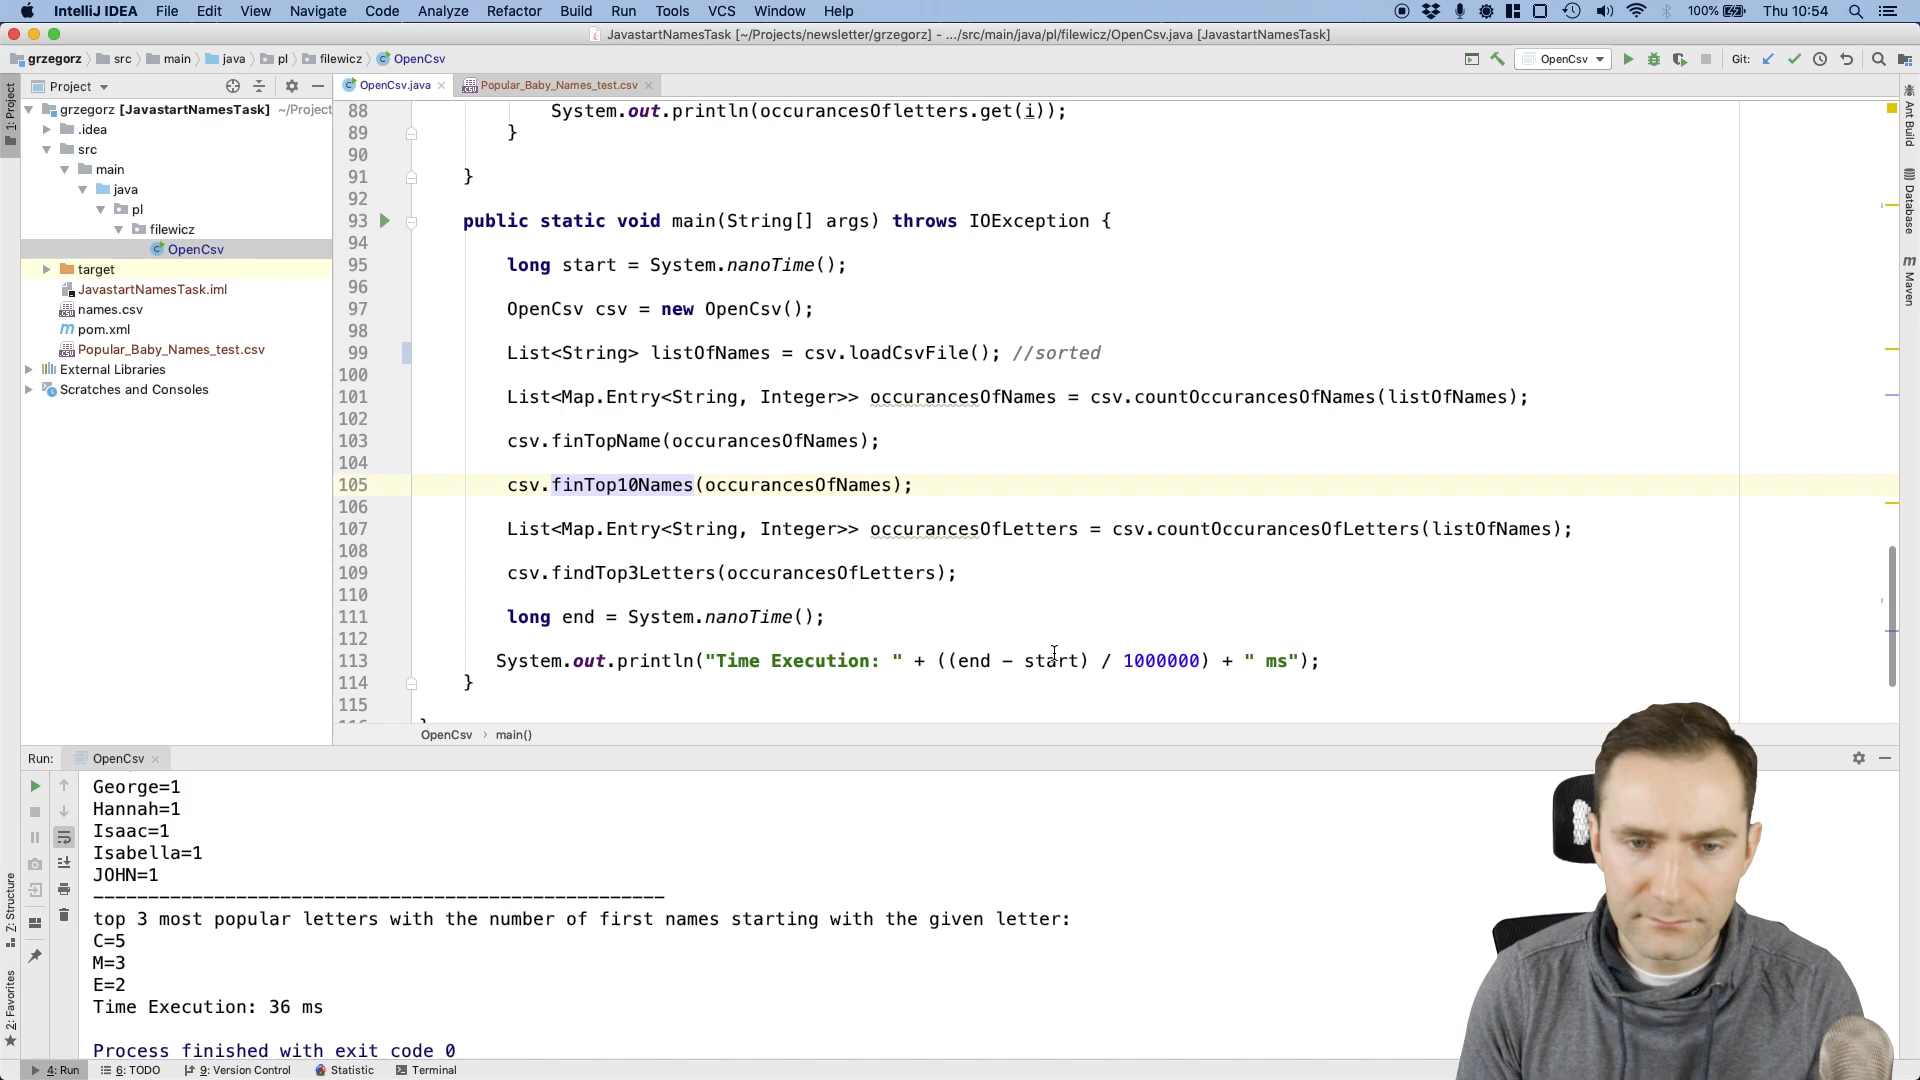 IntelliJ IDEA File Edit View Navigate Code Analyze Refactor Build Run Tools VCS Window Help 100% Thu 10:54
JavastartNamesTask [~/Projects/newsletter/grzegorz] - .../src/main/java/pl/filewicz/OpenCsv.java [JavastartNamesTask]
grzegorz src main java pl filewicz OpenCsv OpenCsv Git:
Project OpenCsv.java Popular_Baby_Names_test.csv
1: Project
Z: Structure
2: Favorites
Ant Build
Database
Maven
grzegorz [JavastartNamesTask] ~/Project
.idea
src
main
java
pl
filewicz
OpenCsv
target
JavastartNamesTask.iml
names.csv
pom.xml
Popular_Baby_Names_test.csv
External Libraries
Scratches and Consoles
88 System.out.println(occurancesOfletters.get(i));
89 }
90
91 }
92
93 public static void main(String[] args) throws IOException {
94
95 long start = System.nanoTime();
96
97 OpenCsv csv = new OpenCsv();
98
99 List<String> listOfNames = csv.loadCsvFile(); //sorted
100
101 List<Map.Entry<String, Integer>> occurancesOfNames = csv.countOccurancesOfNames(listOfNames);
102
103 csv.finTopName(occurancesOfNames);
104
105 csv.finTop10Names(occurancesOfNames);
106
107 List<Map.Entry<String, Integer>> occurancesOfLetters = csv.countOccurancesOfLetters(listOfNames);
108
109 csv.findTop3Letters(occurancesOfLetters);
110
111 long end = System.nanoTime();
112
113 System.out.println("Time Execution: " + ((end - start) / 1000000) + " ms");
114 }
115
OpenCsv › main()
Run: OpenCsv
George=1
Hannah=1
Isaac=1
Isabella=1
JOHN=1
----------------------------------------------------
top 3 most popular letters with the number of first names starting with the given letter:
C=5
M=3
E=2
Time Execution: 36 ms
Process finished with exit code 0
4: Run 6: TODO 9: Version Control Statistic Terminal